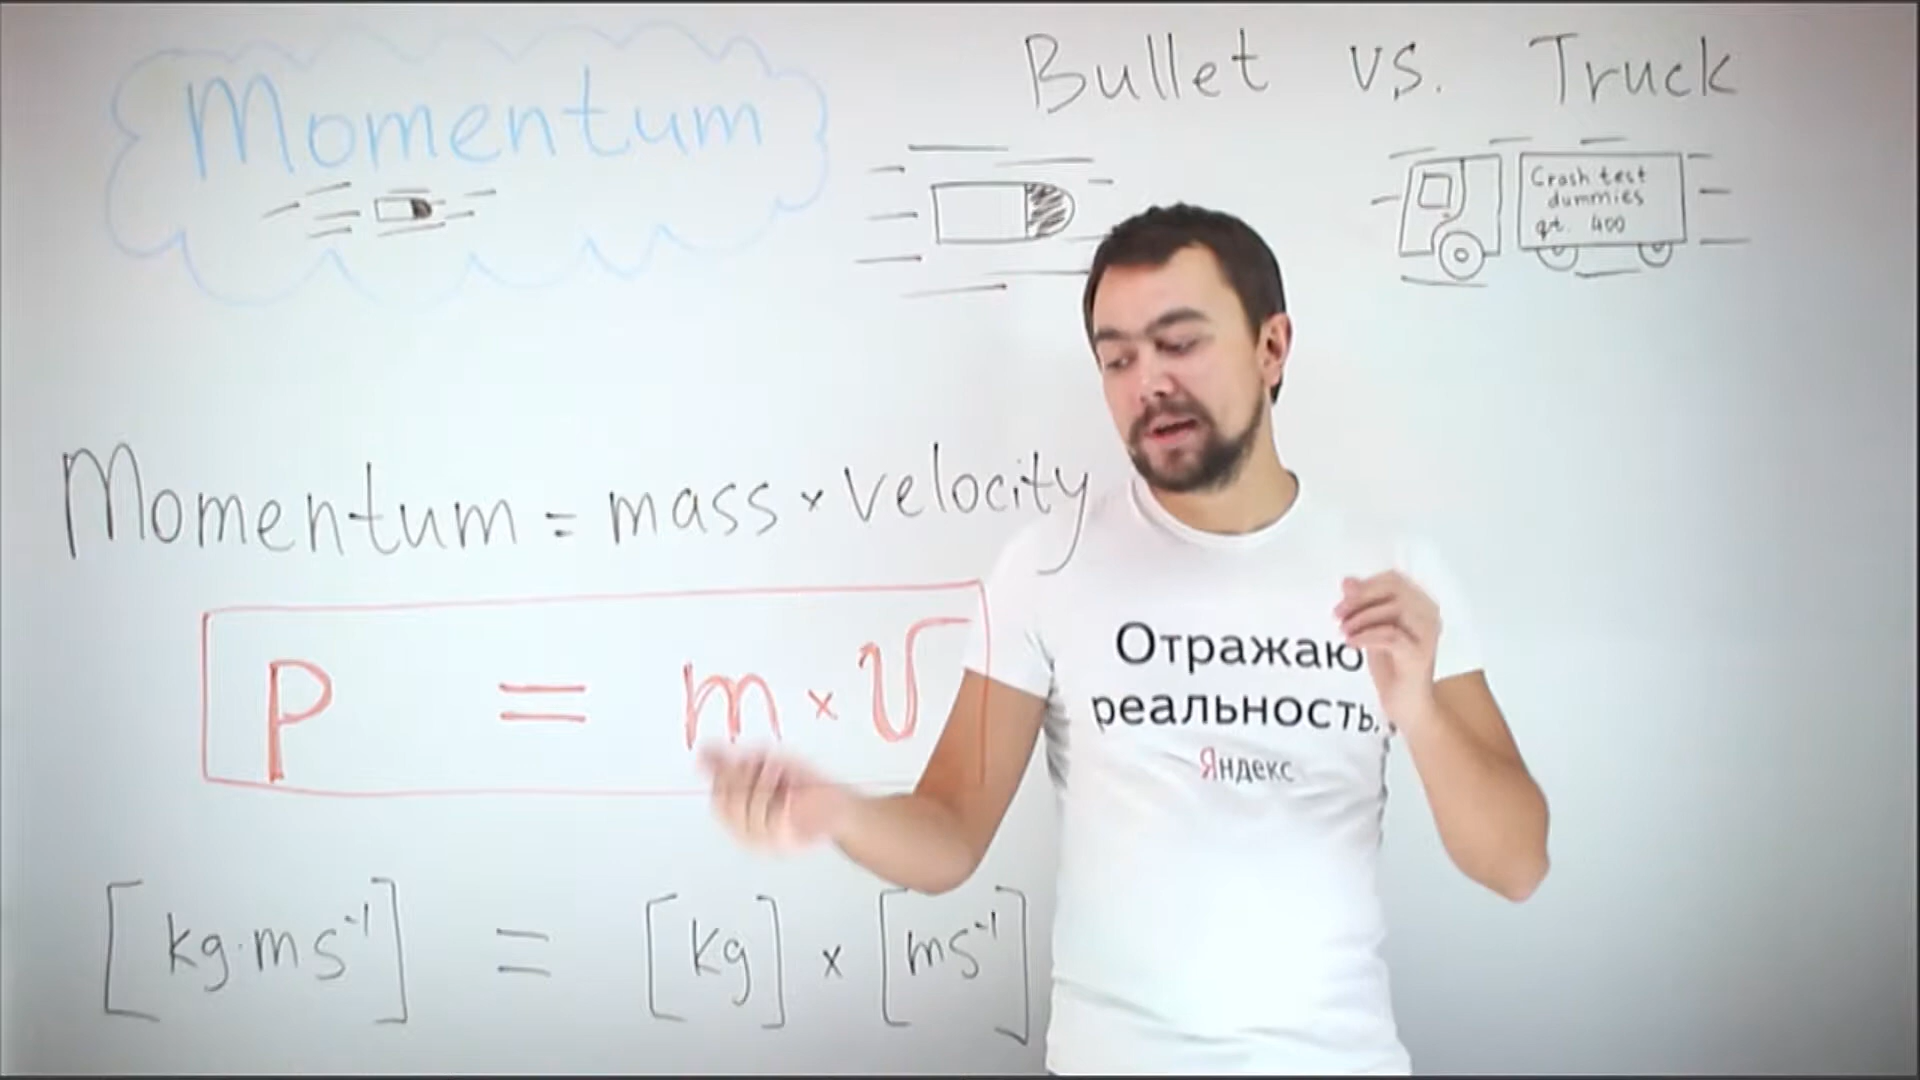 Momentum
Bullet vs. Truck
Crash test
dummies
qt. 400
Momentum = mass × velocity
p = m × v
[kg·ms⁻¹] = [kg] × [ms⁻¹]
Отражаю
реальность.
Яндекс